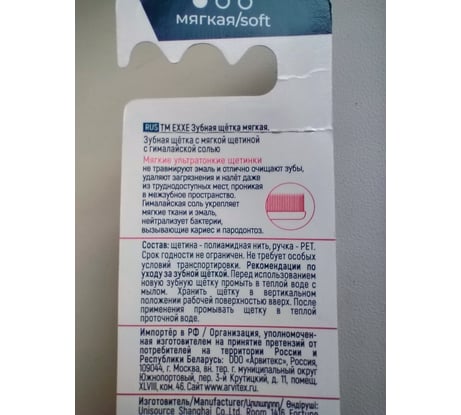 мягкая/soft
RUS ТМ EXXE Зубная щётка мягкая.
Зубная щётка с мягкой щетиной
с гималайской солью
Мягкие ультратонкие щетинки
не травмируют эмаль и отлично очищают зубы,
удаляют загрязнения и налёт даже
из труднодоступных мест, проникая
в межзубное пространство.
Гималайская соль укрепляет
мягкие ткани и эмаль,
нейтрализует бактерии,
вызывающие кариес и пародонтоз.
Состав: щетина - полиамидная нить, ручка - PET.
Срок годности не ограничен. Не требует особых
условий транспортировки. Рекомендации по
уходу за зубной щёткой: Перед использованием
новую зубную щётку промыть в теплой воде с
мылом. Хранить щётку в вертикальном
положении рабочей поверхностью вверх. После
применения промывать щетку в теплой
проточной воде.
Импортёр в РФ / Организация, уполномочен-
ная изготовителем на принятие претензий от
потребителей на территории России и
Республики Беларусь: ООО «Арвитекс», Россия,
109044, г. Москва, вн. тер. г. муниципальный округ
Южнопортовый, пер. 3-й Крутицкий, д. 11, помещ.
XLVIII, ком. 46, Сайт www.arvitex.ru
Изготовитель/Manufacturer/Արտադրող/Өндіруші:
Unisource Shanghai Co Ltd. Room 1416 Fortune